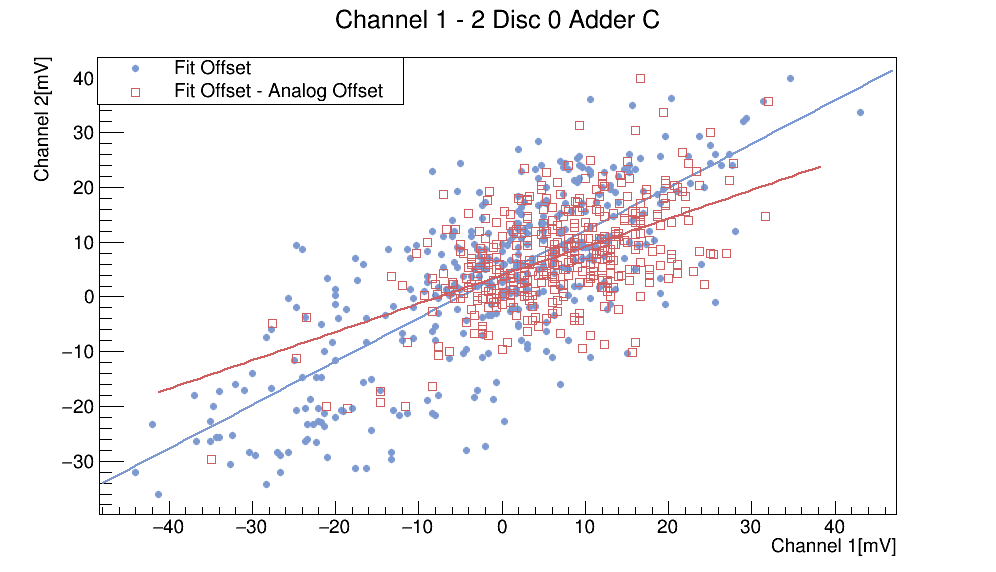 Channel 1 - 2 Disc 0 Adder C
Channel 2[mV]
Fit Offset
Fit Offset - Analog Offset
40
30
20
10
0
−10
−20
−30
−40 −30 −20 −10 0 10 20 30 40
Channel 1[mV]